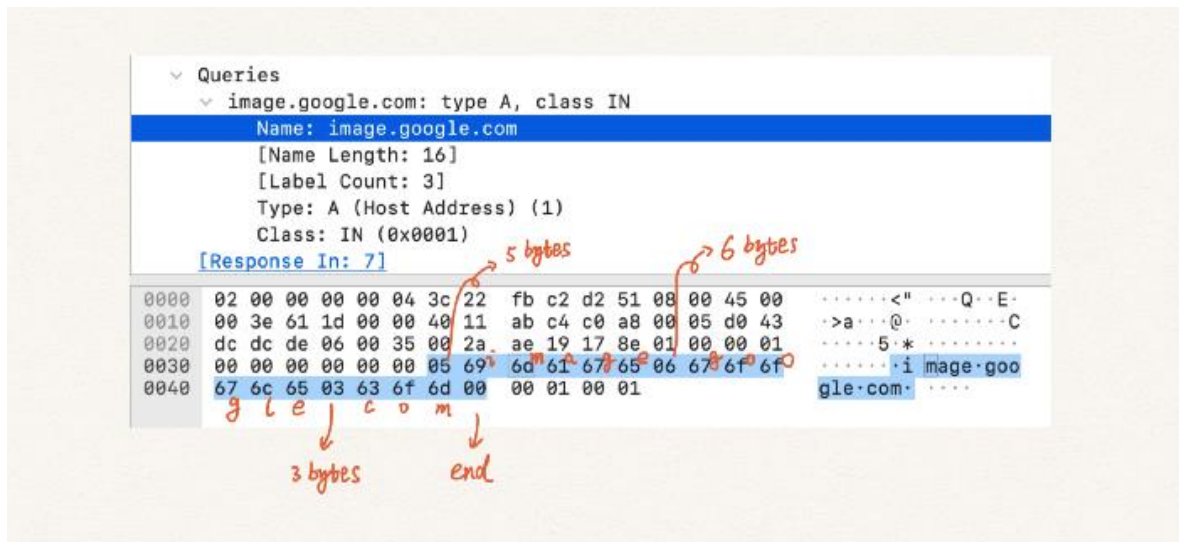 Queries
image.google.com: type A, class IN
Name: image.google.com
[Name Length: 16]
[Label Count: 3]
Type: A (Host Address) (1)
Class: IN (0x0001)
[Response In: 7]
5 bytes
6 bytes
0000 02 00 00 00 00 04 3c 22 fb c2 d2 51 08 00 45 00 ······<" ···Q··E·
0010 00 3e 61 1d 00 00 40 11 ab c4 c0 a8 00 05 d0 43 ·>a···@· ·······C
0020 dc dc de 06 00 35 00 2a ae 19 17 8e 01 00 00 01 ·····5·* ········
0030 00 00 00 00 00 00 05 69 6d 61 67 65 06 67 6f 6f ·······i mage·goo
i m a g e g o o
0040 67 6c 65 03 63 6f 6d 00 00 01 00 01 gle·com· ····
g l e c o m
3 bytes
end